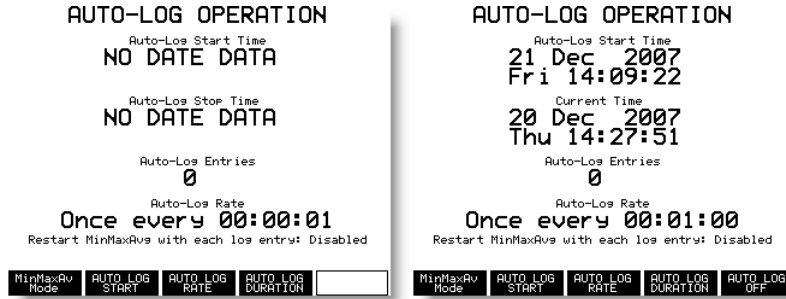 AUTO-LOG OPERATION
Auto-Log Start Time
NO DATE DATA
Auto-Log Stop Time
NO DATE DATA
Auto-Log Entries
0
Auto-Log Rate
Once every 00:00:01
Restart MinMaxAvg with each log entry: Disabled
MinMaxAv
Mode
AUTO LOG
START
AUTO LOG
RATE
AUTO LOG
DURATION
AUTO-LOG OPERATION
Auto-Log Start Time
21 Dec 2007
Fri 14:09:22
Current Time
20 Dec 2007
Thu 14:27:51
Auto-Log Entries
0
Auto-Log Rate
Once every 00:01:00
Restart MinMaxAvg with each log entry: Disabled
MinMaxAv
Mode
AUTO LOG
START
AUTO LOG
RATE
AUTO LOG
DURATION
AUTO LOG
OFF